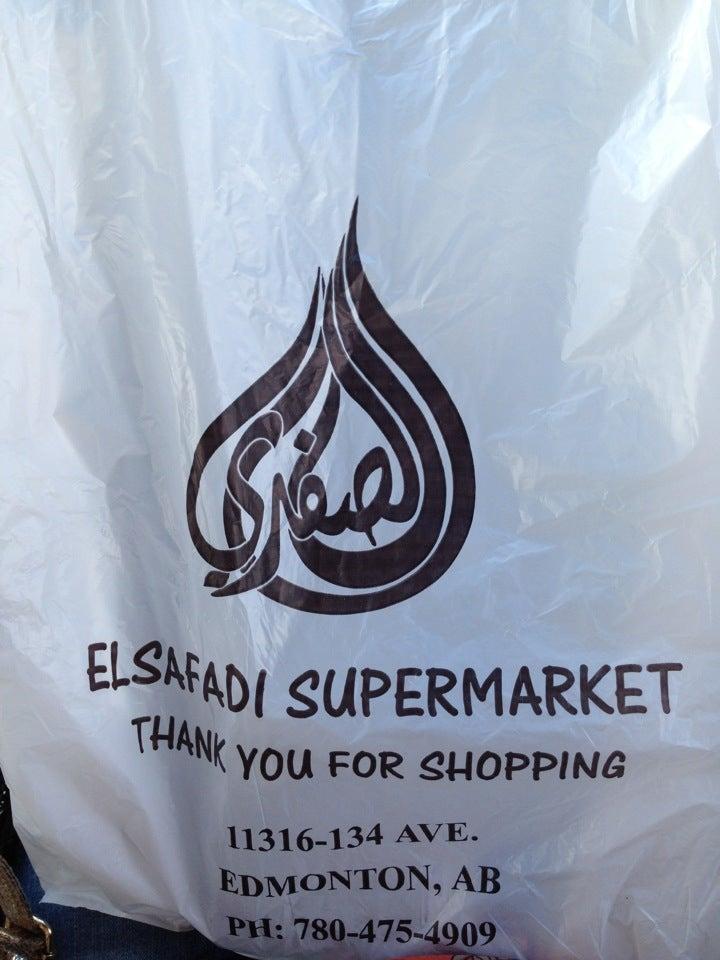 الصفدي
ELSAFADI SUPERMARKET
THANK YOU FOR SHOPPING
11316-134 AVE.
EDMONTON, AB
PH: 780-475-4909